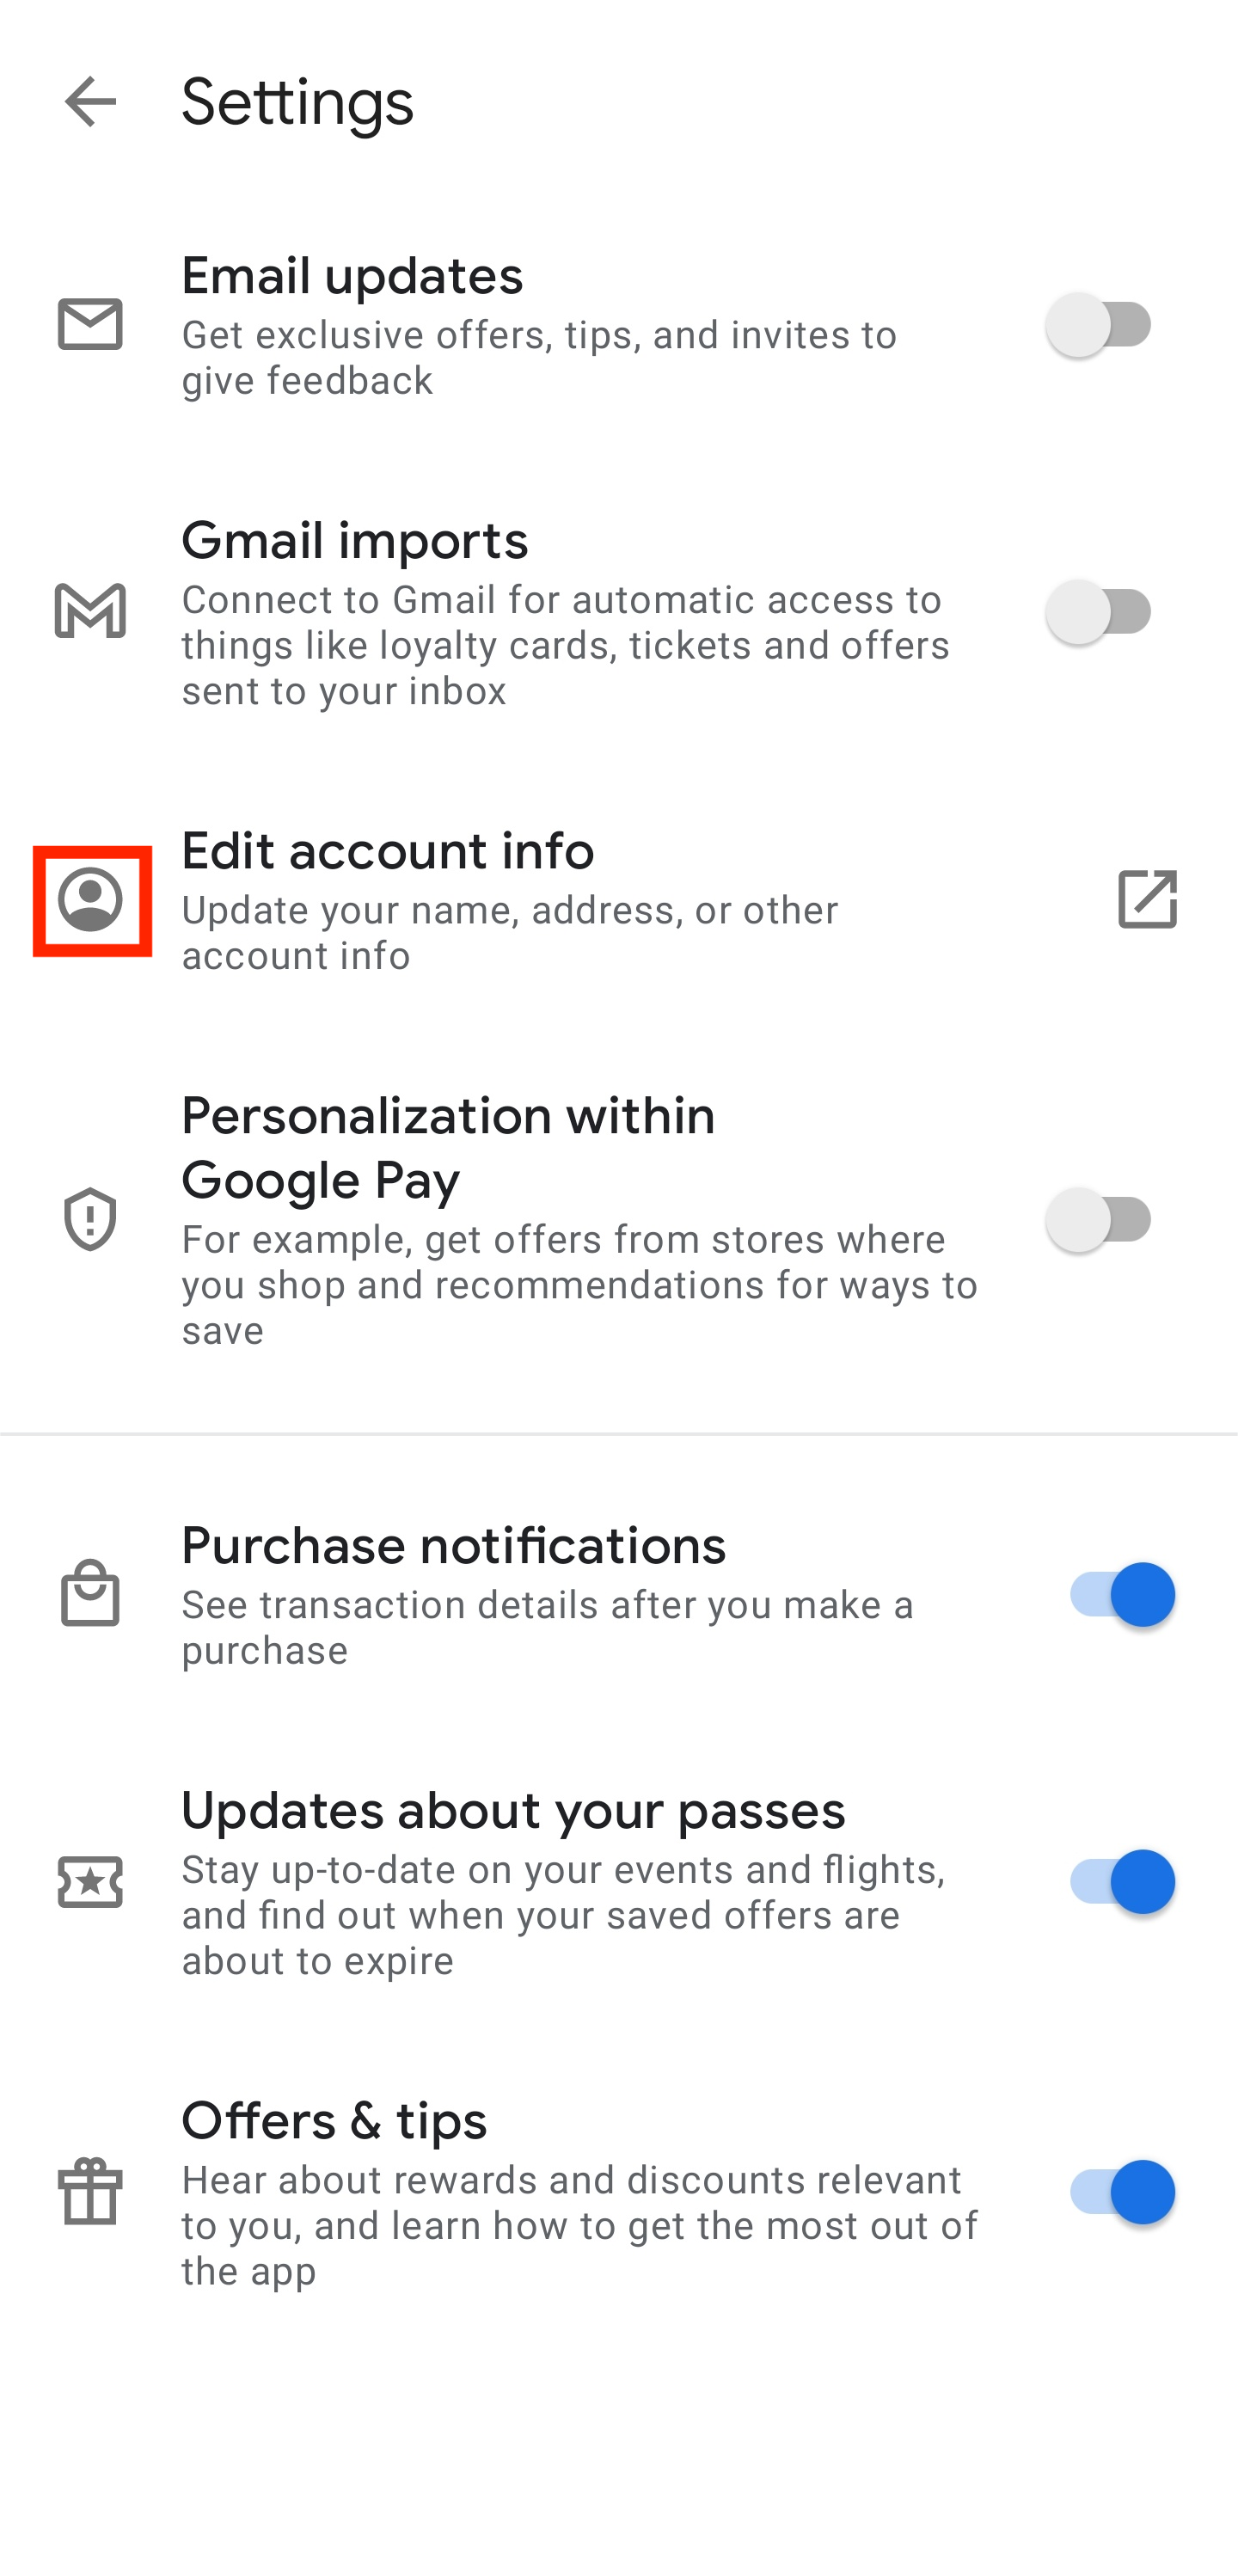 Settings
Email updates
Get exclusive offers, tips, and invites to
give feedback
Gmail imports
Connect to Gmail for automatic access to
things like loyalty cards, tickets and offers
sent to your inbox
Edit account info
Update your name, address, or other
account info
Personalization within
Google Pay
For example, get offers from stores where
you shop and recommendations for ways to
save
Purchase notifications
See transaction details after you make a
purchase
Updates about your passes
Stay up-to-date on your events and flights,
and find out when your saved offers are
about to expire
Offers & tips
Hear about rewards and discounts relevant
to you, and learn how to get the most out of
the app